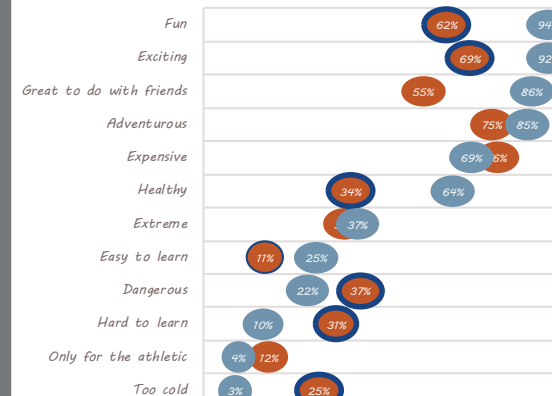 Fun 62% 94
Exciting 69% 92
Great to do with friends 55% 86%
Adventurous 75% 85%
Expensive 69% 6%
Healthy 34% 64%
Extreme 37%
Easy to learn 11% 25%
Dangerous 22% 37%
Hard to learn 10% 31%
Only for the athletic 4% 12%
Too cold 3% 25%